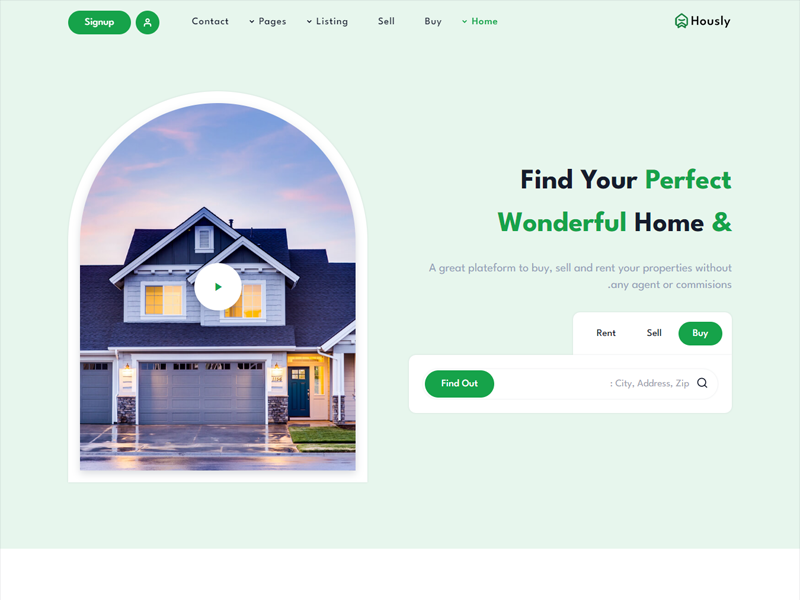 Hously
Home
Buy
Sell
Listing
Pages
Contact
Signup
Find Your Perfect
Wonderful Home &
A great plateform to buy, sell and rent your properties without
.any agent or commisions
Buy
Sell
Rent
: City, Address, Zip
Find Out